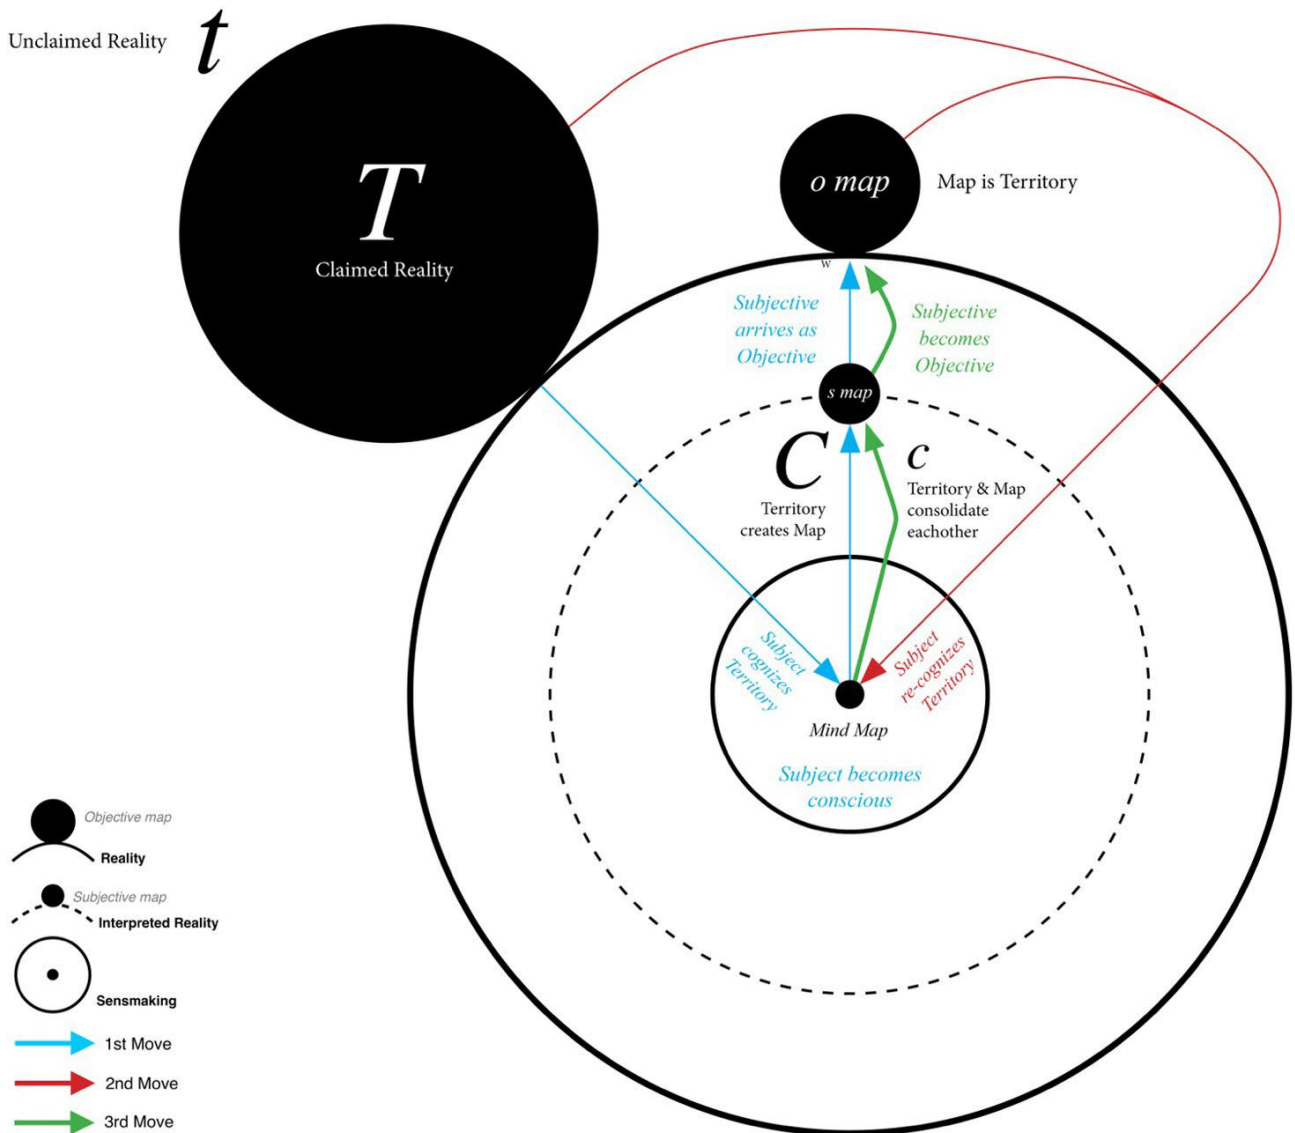 Unclaimed Reality t
T
Claimed Reality
o map
Map is Territory
w
Subjective
arrives as
Objective
Subjective
becomes
Objective
s map
C
Territory
creates Map
c
Territory & Map
consolidate
eachother
Subject
cognizes
Territory
Subject
re-cognizes
Territory
Mind Map
Subject becomes
conscious
Objective map
Reality
Subjective map
Interpreted Reality
Sensmaking
1st Move
2nd Move
3rd Move